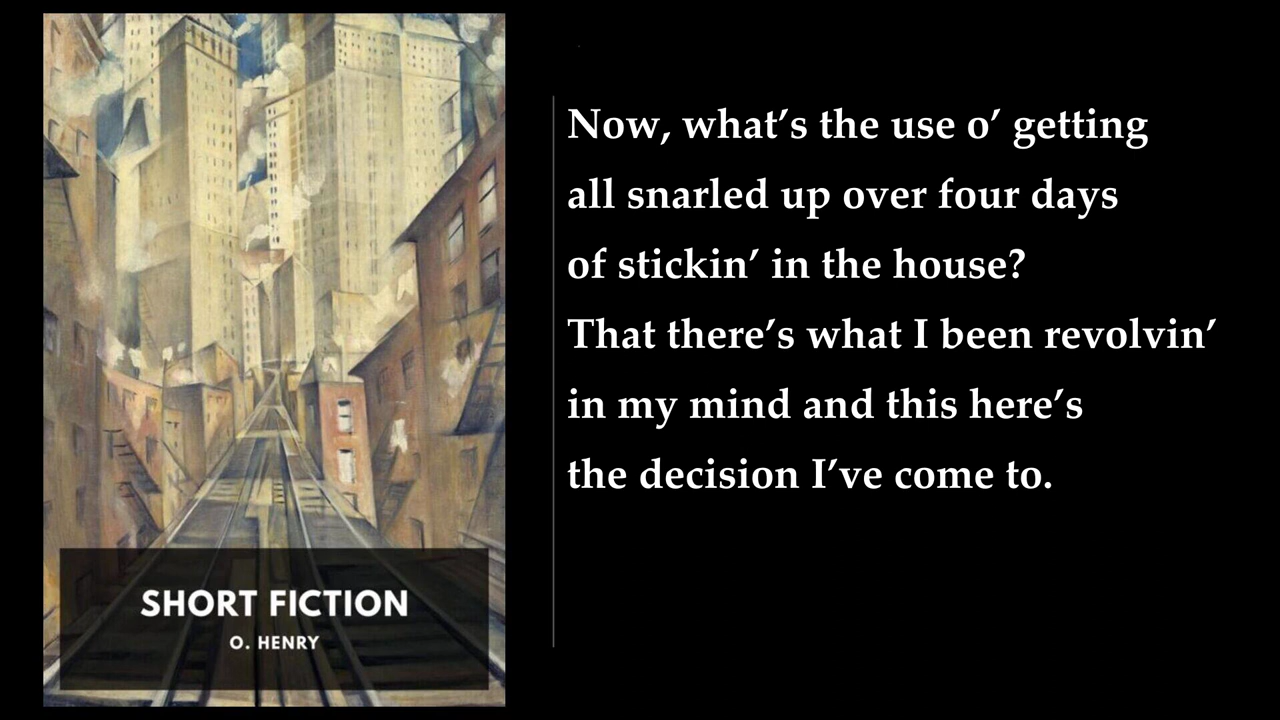 Now, what’s the use o’ getting
all snarled up over four days
of stickin’ in the house?
That there’s what I been revolvin’
in my mind and this here’s
the decision I’ve come to.
SHORT FICTION
O. HENRY